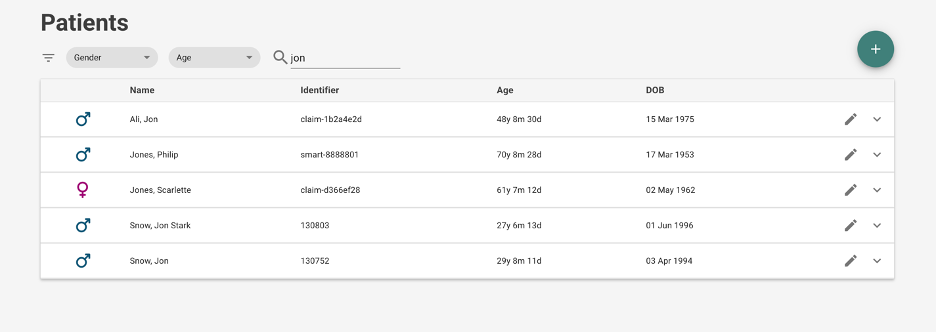 Patients
Gender Age jon
+
Name Identifier Age DOB
Ali, Jon claim-1b2a4e2d 48y 8m 30d 15 Mar 1975
Jones, Philip smart-8888801 70y 8m 28d 17 Mar 1953
Jones, Scarlette claim-d366ef28 61y 7m 12d 02 May 1962
Snow, Jon Stark 130803 27y 6m 13d 01 Jun 1996
Snow, Jon 130752 29y 8m 11d 03 Apr 1994